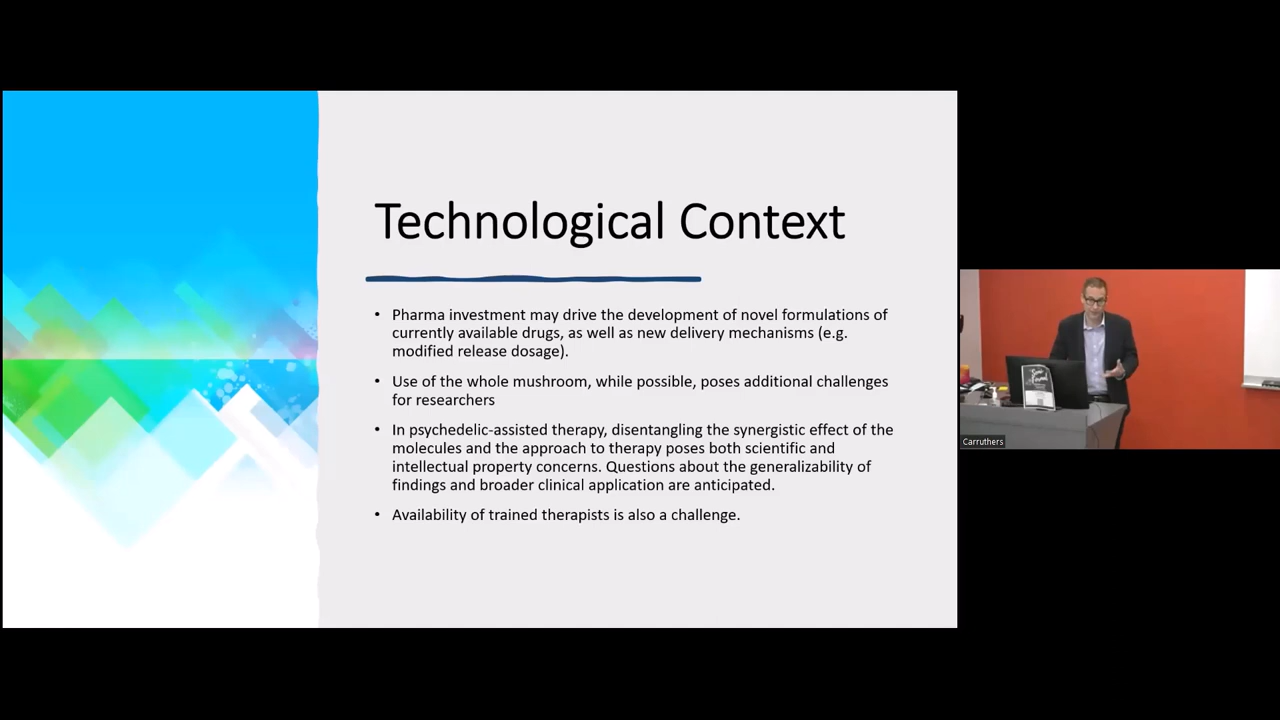 Technological Context
• Pharma investment may drive the development of novel formulations of
currently available drugs, as well as new delivery mechanisms (e.g.
modified release dosage).
• Use of the whole mushroom, while possible, poses additional challenges
for researchers
• In psychedelic-assisted therapy, disentangling the synergistic effect of the
molecules and the approach to therapy poses both scientific and
intellectual property concerns. Questions about the generalizability of
findings and broader clinical application are anticipated.
• Availability of trained therapists is also a challenge.
Carruthers